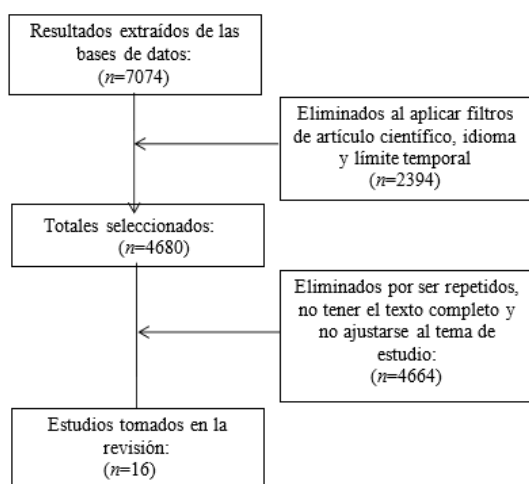 Resultados extraídos de las
bases de datos:
(n=7074)
Eliminados al aplicar filtros
de artículo científico, idioma
y límite temporal
(n=2394)
Totales seleccionados:
(n=4680)
Eliminados por ser repetidos,
no tener el texto completo y
no ajustarse al tema de
estudio:
(n=4664)
Estudios tomados en la
revisión:
(n=16)